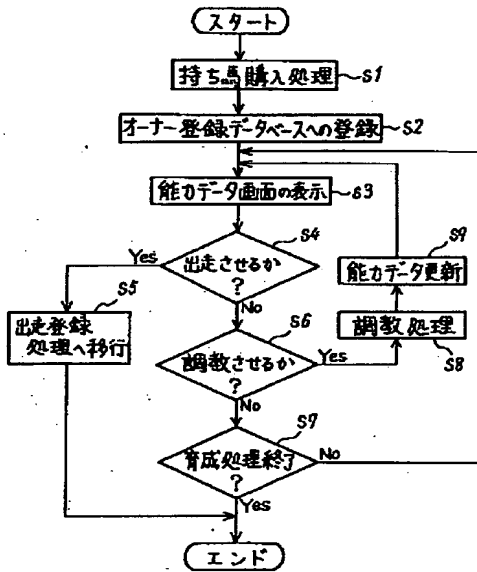 スタート
持ち馬購入処理
S1
オーナー登録データベースへの登録
S2
能力データ画面の表示
S3
出走させるか
?
S4
Yes
No
出走登録
処理へ移行
S5
調教させるか
?
S6
Yes
No
調教処理
S8
能力データ更新
S9
育成処理終了
?
S7
No
Yes
エンド